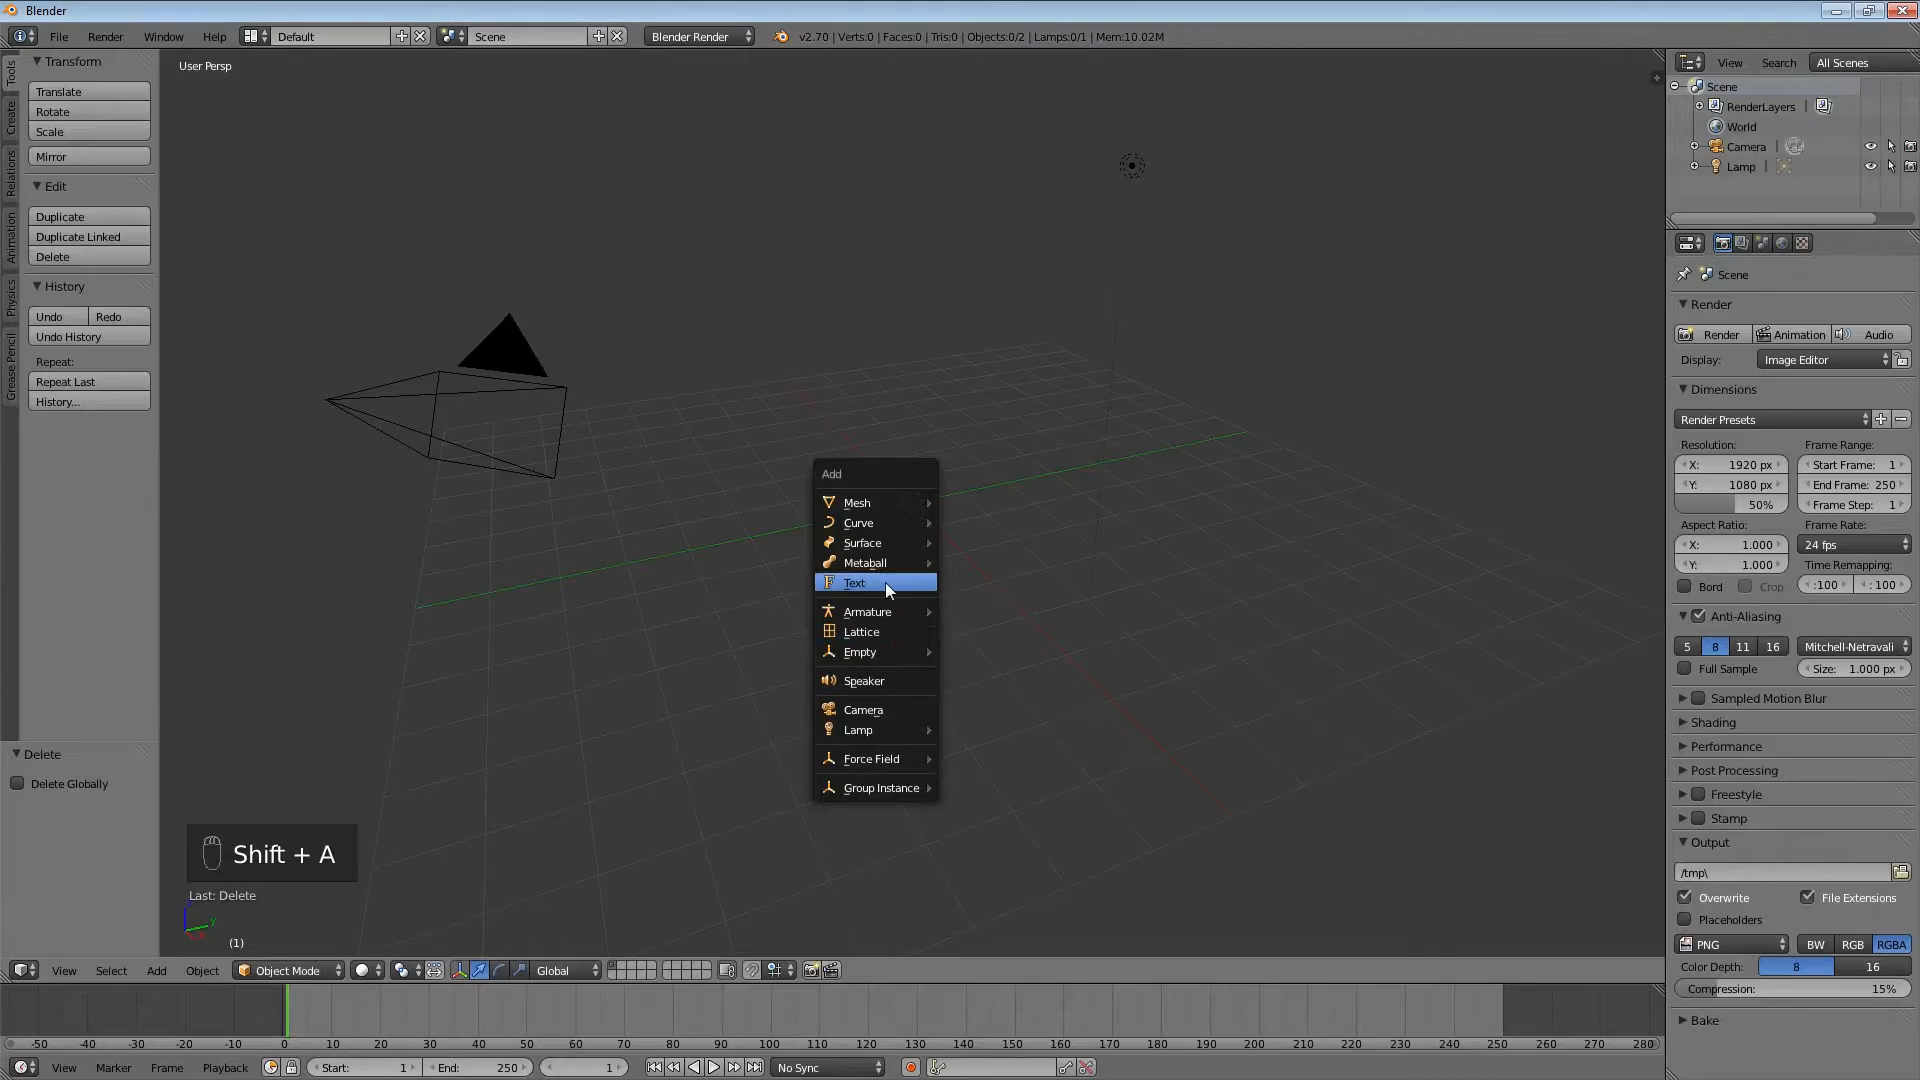 Blender
File Render Window Help Default Scene Blender Render v2.70 | Verts:0 | Faces:0 | Tris:0 | Objects:0/2 | Lamps:0/1 | Mem:10.02M
Tools
Create
Relations
Animation
Physics
Grease Pencil
Transform
Translate
Rotate
Scale
Mirror
Edit
Duplicate
Duplicate Linked
Delete
History
Undo Redo
Undo History
Repeat:
Repeat Last
History...
Delete
Delete Globally
User Persp
Add
Mesh
Curve
Surface
Metaball
Text
Armature
Lattice
Empty
Speaker
Camera
Lamp
Force Field
Group Instance
Shift + A
Last: Delete
y
(1)
View Select Add Object Object Mode Global
-50 -40 -30 -20 -10 0 10 20 30 40 50 60 70 80 90 100 110 120 130 140 150 160 170 180 190 200 210 220 230 240 250 260 270 280
View Marker Frame Playback Start: 1 End: 250 1 No Sync
View Search All Scenes
Scene
RenderLayers |
World
Camera |
Lamp |
Scene
Render
Render Animation Audio
Display: Image Editor
Dimensions
Render Presets
Resolution: Frame Range:
X: 1920 px Start Frame: 1
Y: 1080 px End Frame: 250
50% Frame Step: 1
Aspect Ratio: Frame Rate:
X: 1.000 24 fps
Y: 1.000 Time Remapping:
Bord Crop :100 : 100
Anti-Aliasing
5 8 11 16 Mitchell-Netravali
Full Sample Size: 1.000 px
Sampled Motion Blur
Shading
Performance
Post Processing
Freestyle
Stamp
Output
/tmp\
Overwrite File Extensions
Placeholders
PNG BW RGB RGBA
Color Depth: 8 16
Compression: 15%
Bake